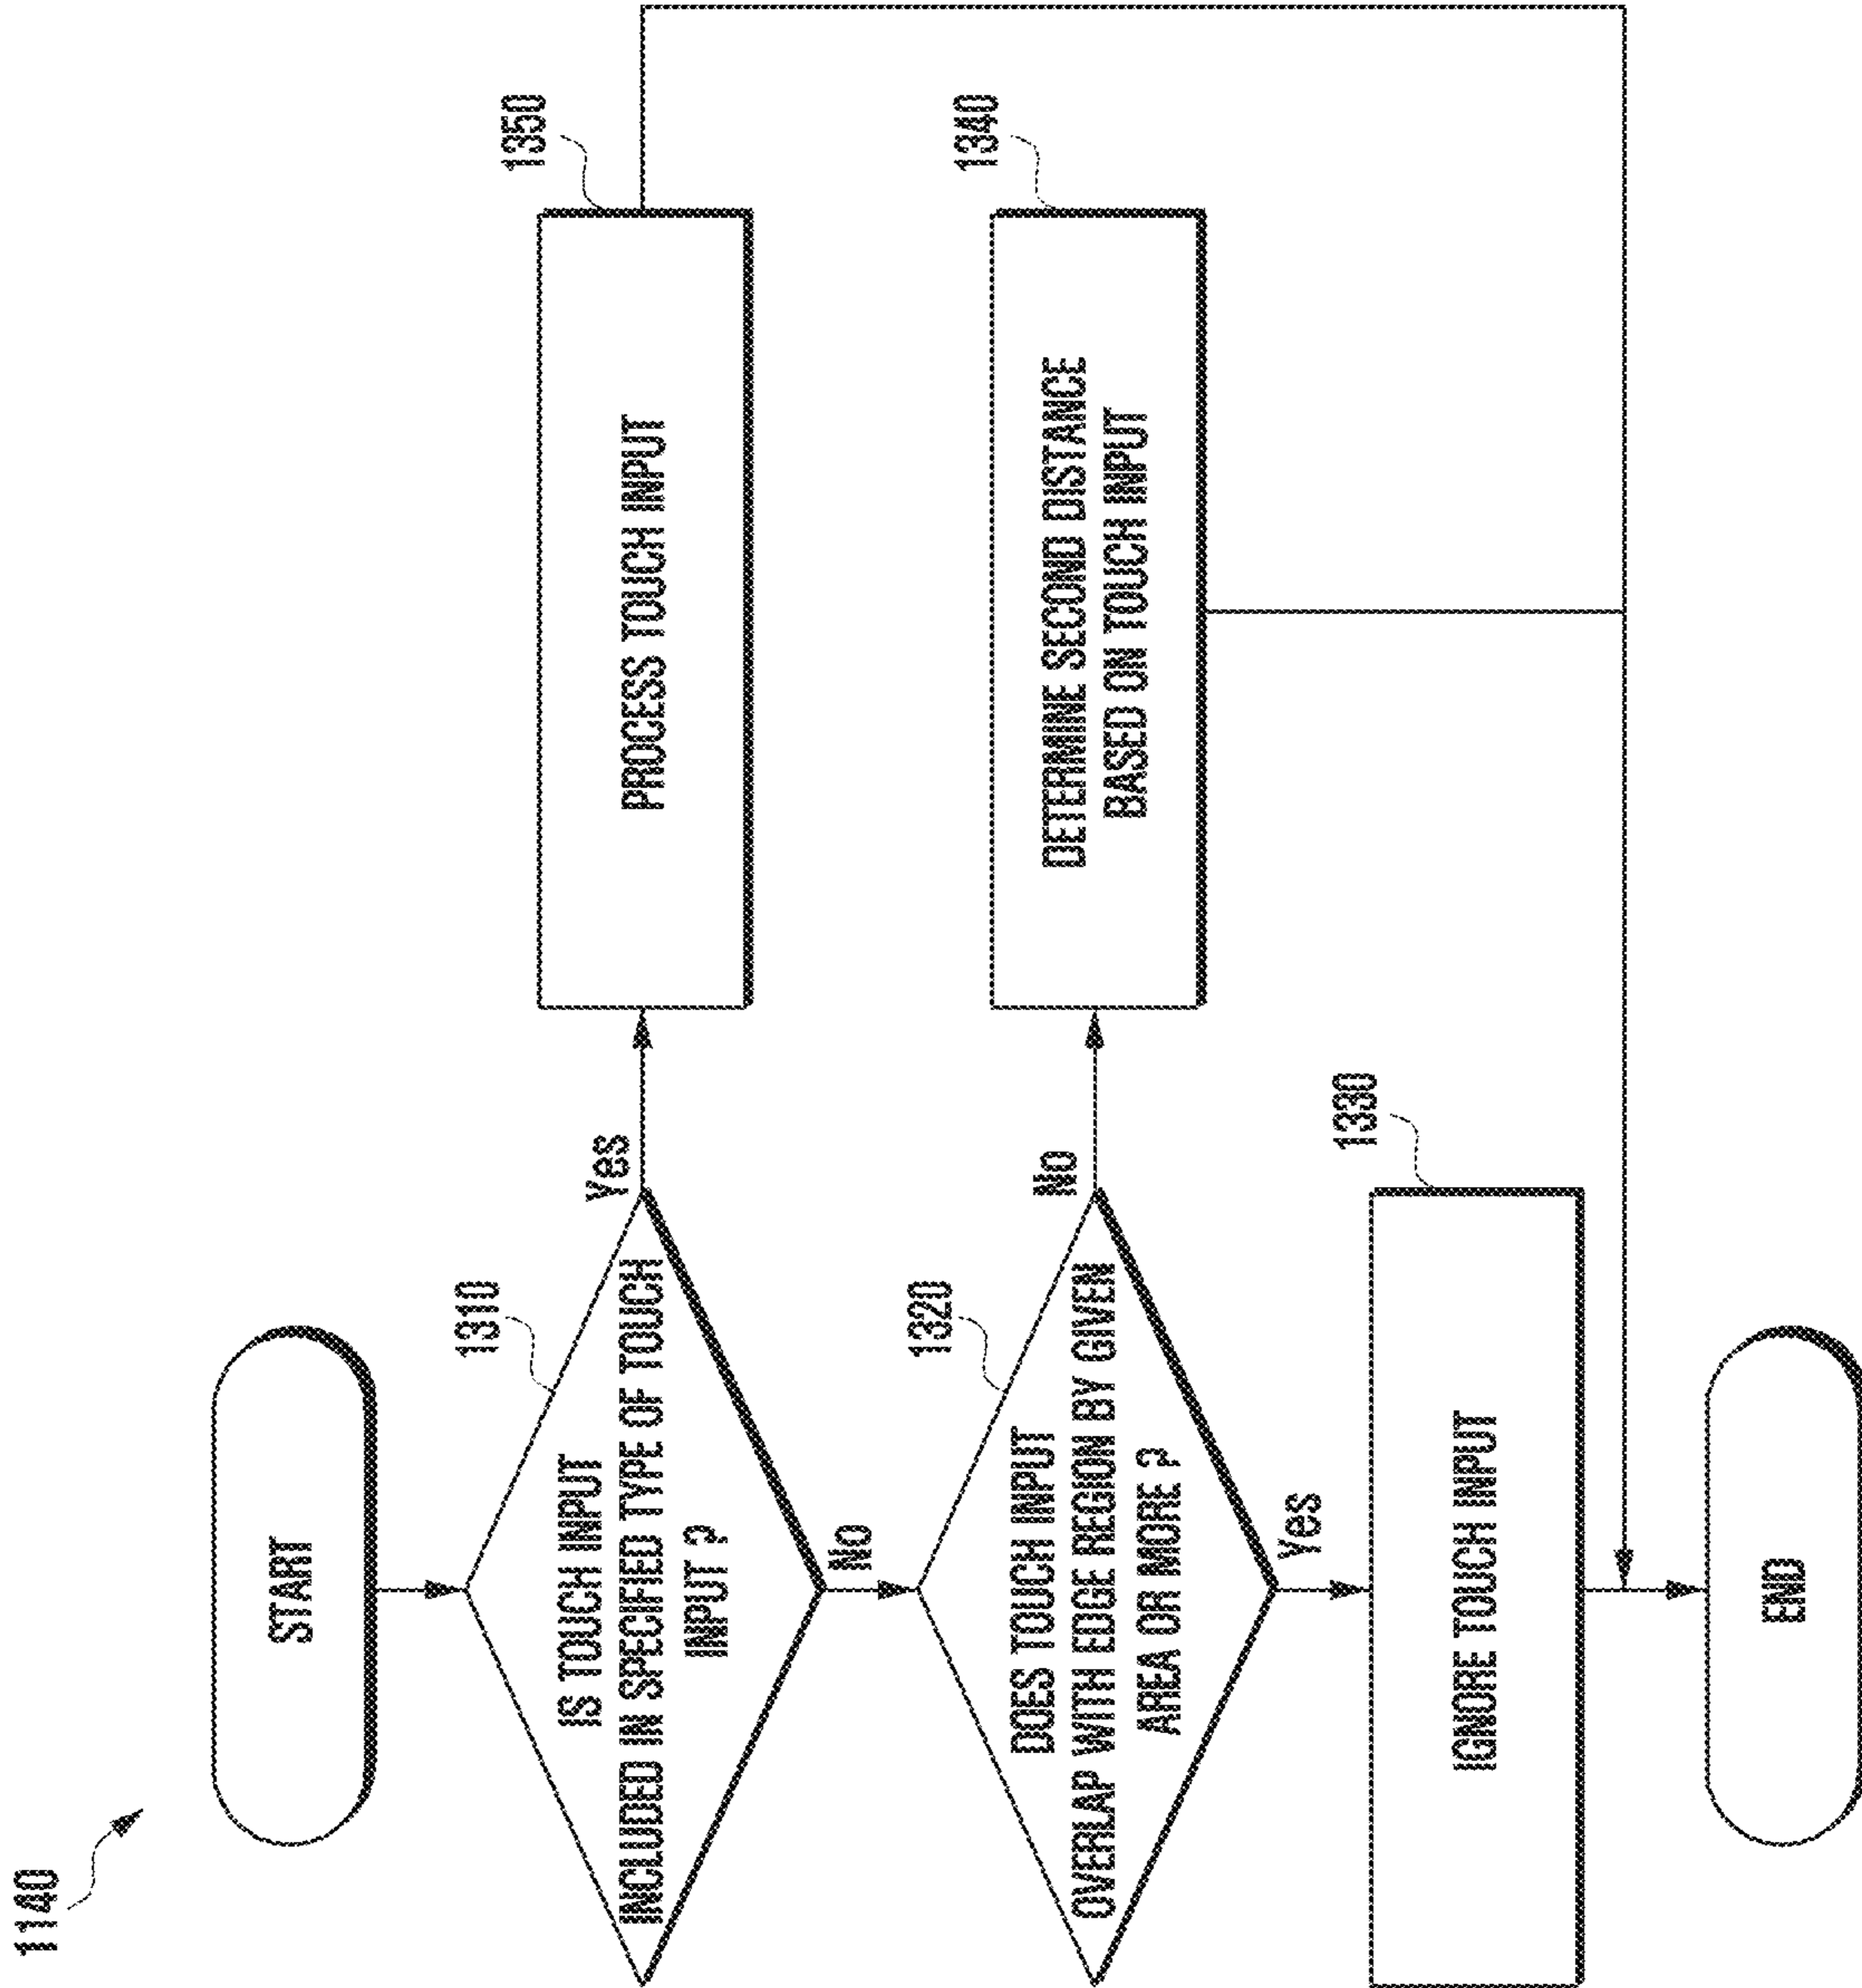 1140
START
1310
IS TOUCH INPUT
INCLUDED IN SPECIFIED TYPE OF TOUCH
INPUT ?
Yes
1350
PROCESS TOUCH INPUT
No
1320
DOES TOUCH INPUT
OVERLAP WITH EDGE REGION BY GIVEN
AREA OR MORE ?
No
1340
DETERMINE SECOND DISTANCE
BASED ON TOUCH INPUT
Yes
1330
IGNORE TOUCH INPUT
END